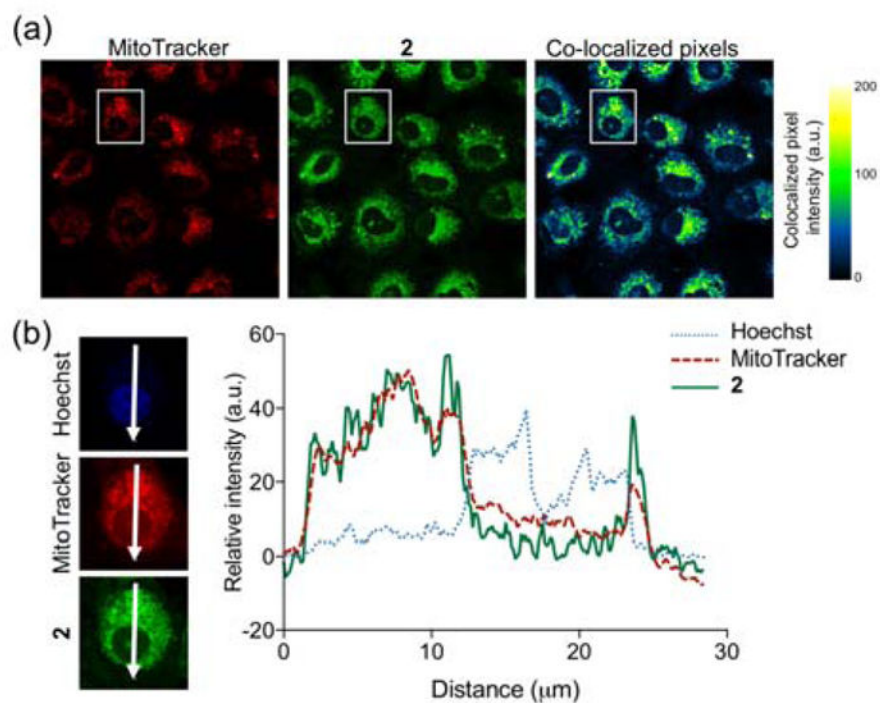 (a)
MitoTracker
2
Co-localized pixels
200
100
0
Colocalized pixel
intensity (a.u.)
(b)
Hoechst
MitoTracker
2
60
40
20
0
-20
Relative intensity (a.u.)
0
10
20
30
Distance (μm)
Hoechst
MitoTracker
2